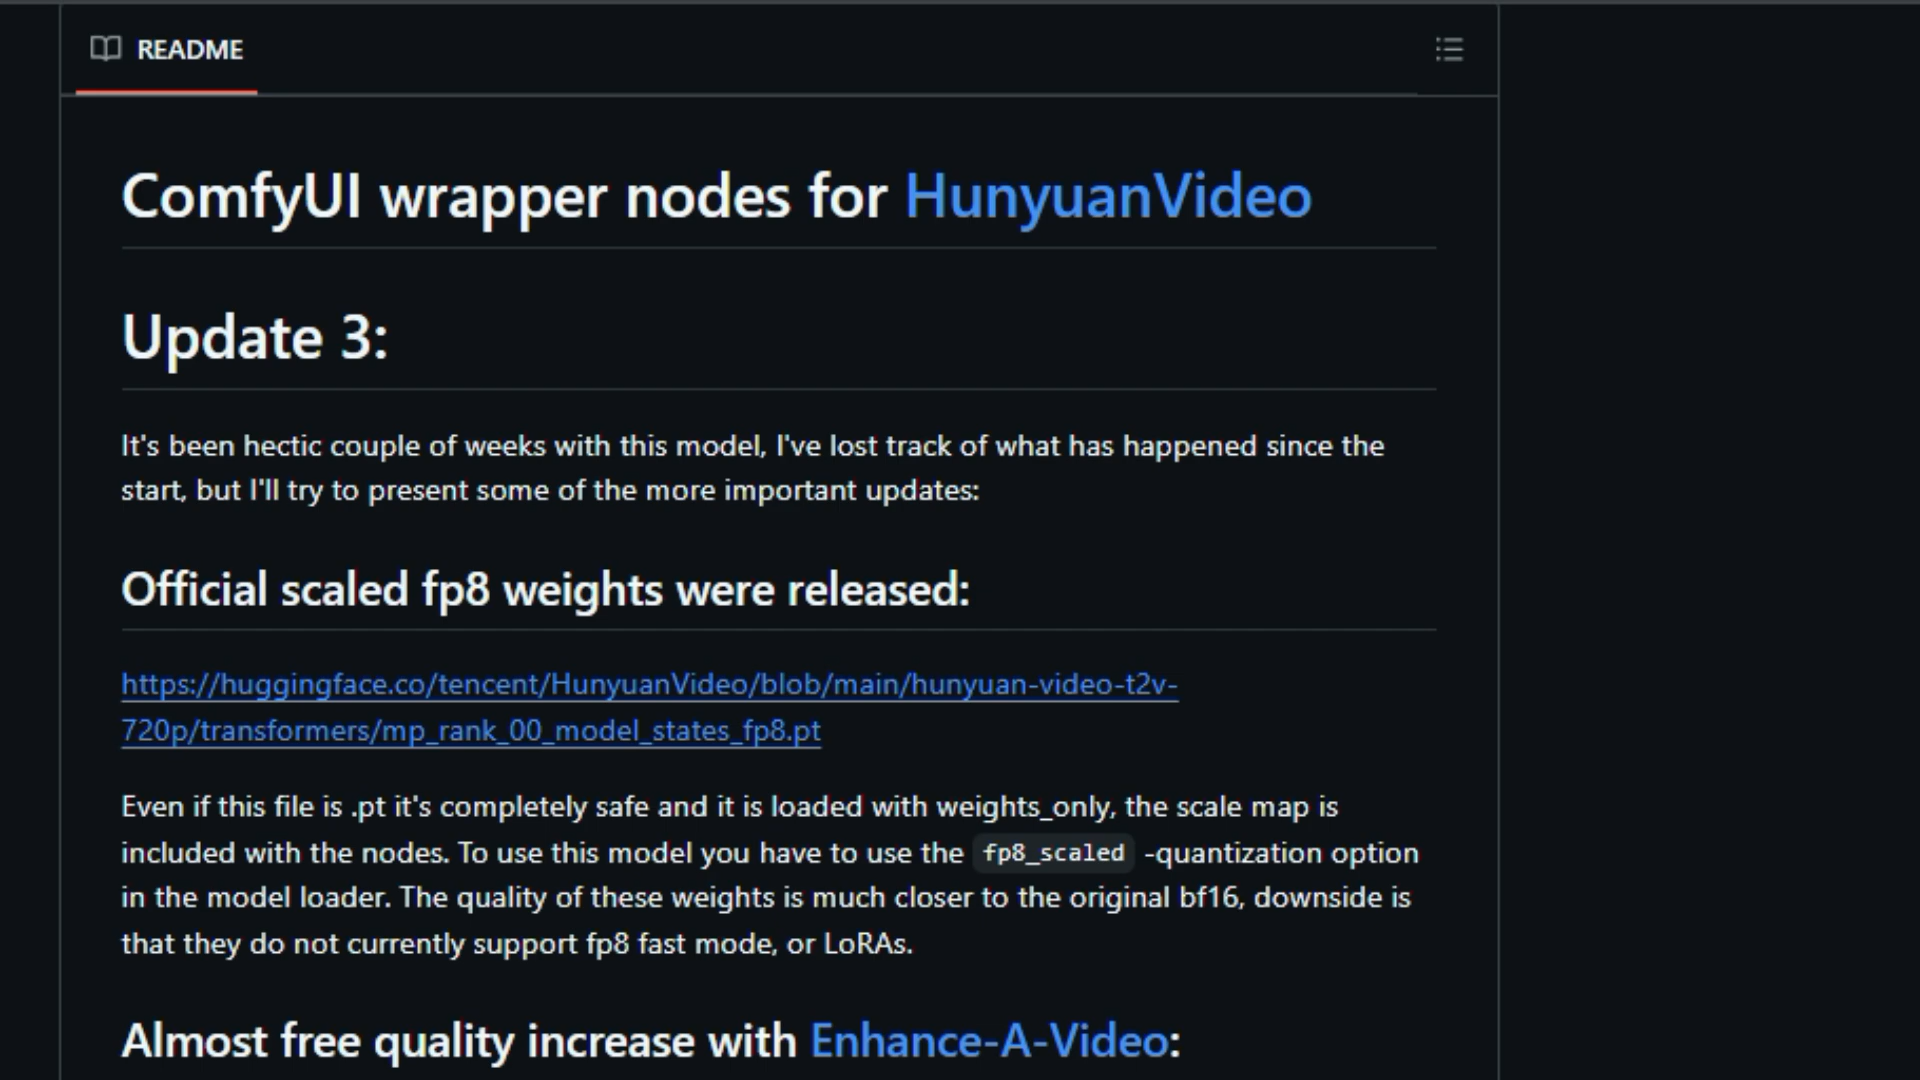 README
ComfyUI wrapper nodes for HunyuanVideo
Update 3:
It's been hectic couple of weeks with this model, I've lost track of what has happened since the
start, but I'll try to present some of the more important updates:
Official scaled fp8 weights were released:
https://huggingface.co/tencent/HunyuanVideo/blob/main/hunyuan-video-t2v-
720p/transformers/mp_rank_00_model_states_fp8.pt
Even if this file is .pt it's completely safe and it is loaded with weights_only, the scale map is
included with the nodes. To use this model you have to use the fp8_scaled -quantization option
in the model loader. The quality of these weights is much closer to the original bf16, downside is
that they do not currently support fp8 fast mode, or LoRAs.
Almost free quality increase with Enhance-A-Video: